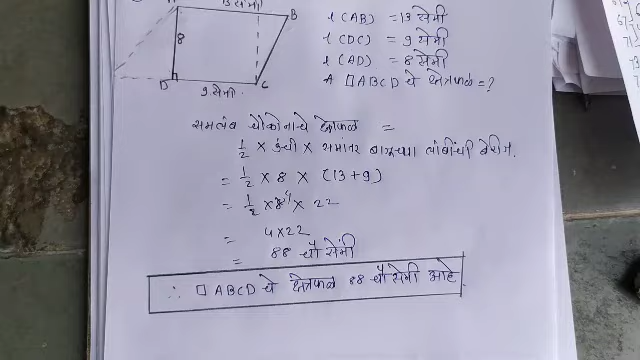 13 सेमी
B
l(AB) = 13 सेमी
l(DC) = 9 सेमी
8
l(AD) = 8 सेमी
D
C
A □ABCD चे क्षेत्रफळ = ?
9 सेमी.
समलंब चौकोनाचे क्षेत्रफळ =
1/2 × उंची × समांतर बाजूंच्या लांबींची बेरीज.
= 1/2 × 8 × (13+9)
= 1/2 × 8 4 × 22
= 4×22
= 88 चौ सेमी
∴ □ABCD चे क्षेत्रफळ 88 चौ सेमी आहे.